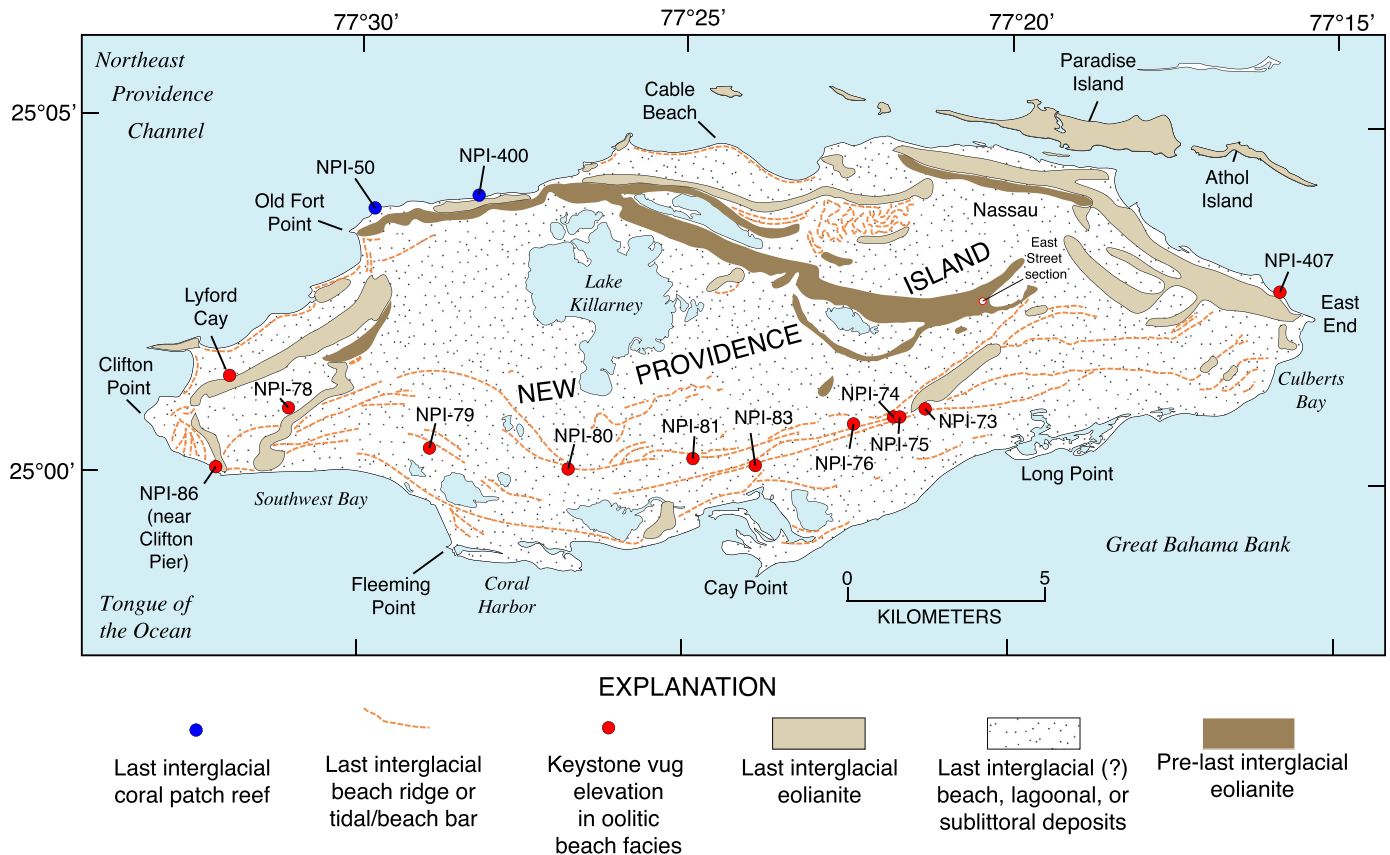 77°30’
77°25’
77°20’
77°15’
25°05’
25°00’
Northeast
Providence
Channel
Cable
Beach
Paradise
Island
Athol
Island
NPI-50
NPI-400
Old Fort
Point
Nassau
East
Street
section
NPI-407
East
End
ISLAND
Lake
Killarney
Lyford
Cay
PROVIDENCE
Clifton
Point
NPI-78
NEW
Culberts
Bay
NPI-79
NPI-80
NPI-81
NPI-83
NPI-74
NPI-75
NPI-73
NPI-76
NPI-86
(near
Clifton
Pier)
Southwest Bay
Long Point
Great Bahama Bank
Fleeming
Point
Coral
Harbor
Cay Point
Tongue of
the Ocean
0
5
KILOMETERS
EXPLANATION
Last interglacial
coral patch reef
Last interglacial
beach ridge or
tidal/beach bar
Keystone vug
elevation
in oolitic
beach facies
Last interglacial
eolianite
Last interglacial (?)
beach, lagoonal, or
sublittoral deposits
Pre-last interglacial
eolianite